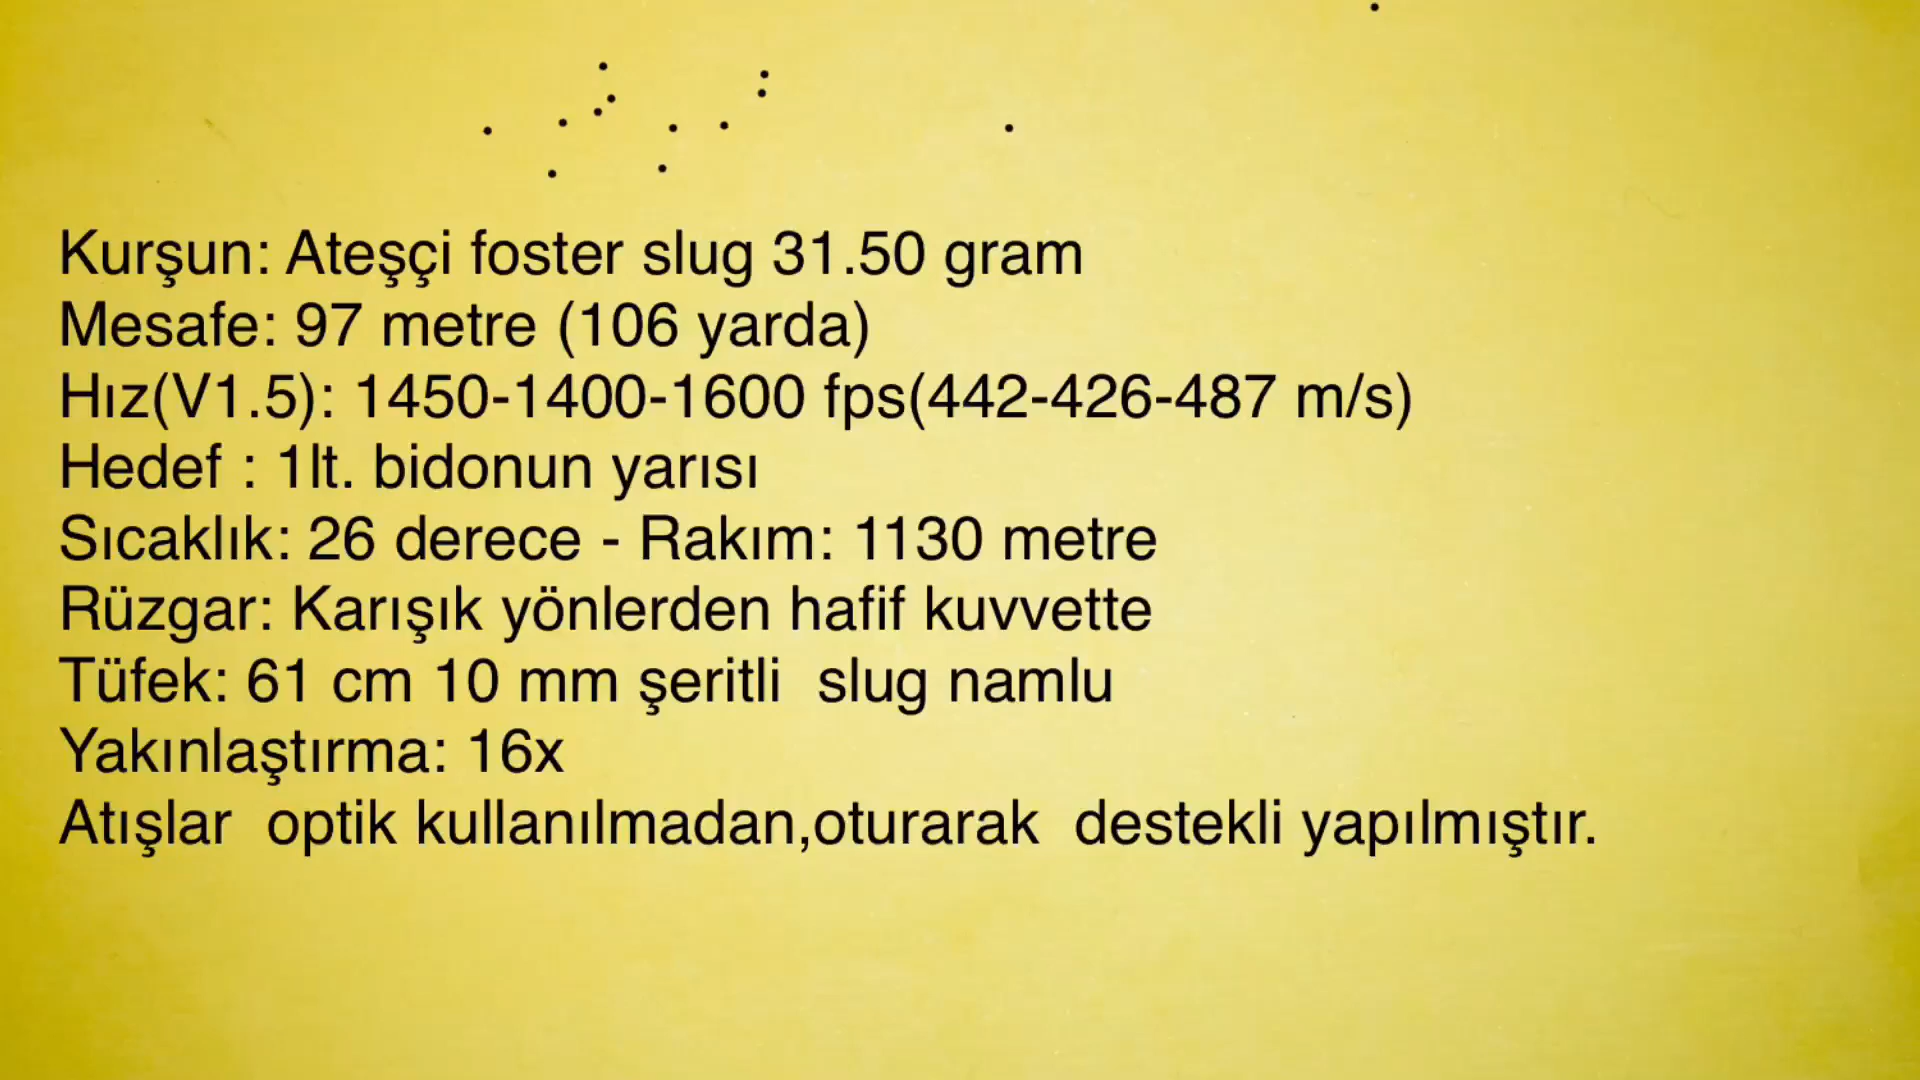 Kurşun: Ateşçi foster slug 31.50 gram
Mesafe: 97 metre (106 yarda)
Hız(V1.5): 1450-1400-1600 fps(442-426-487 m/s)
Hedef : 1lt. bidonun yarısı
Sıcaklık: 26 derece - Rakım: 1130 metre
Rüzgar: Karışık yönlerden hafif kuvvette
Tüfek: 61 cm 10 mm şeritli  slug namlu
Yakınlaştırma: 16x
Atışlar  optik kullanılmadan,oturarak  destekli yapılmıştır.